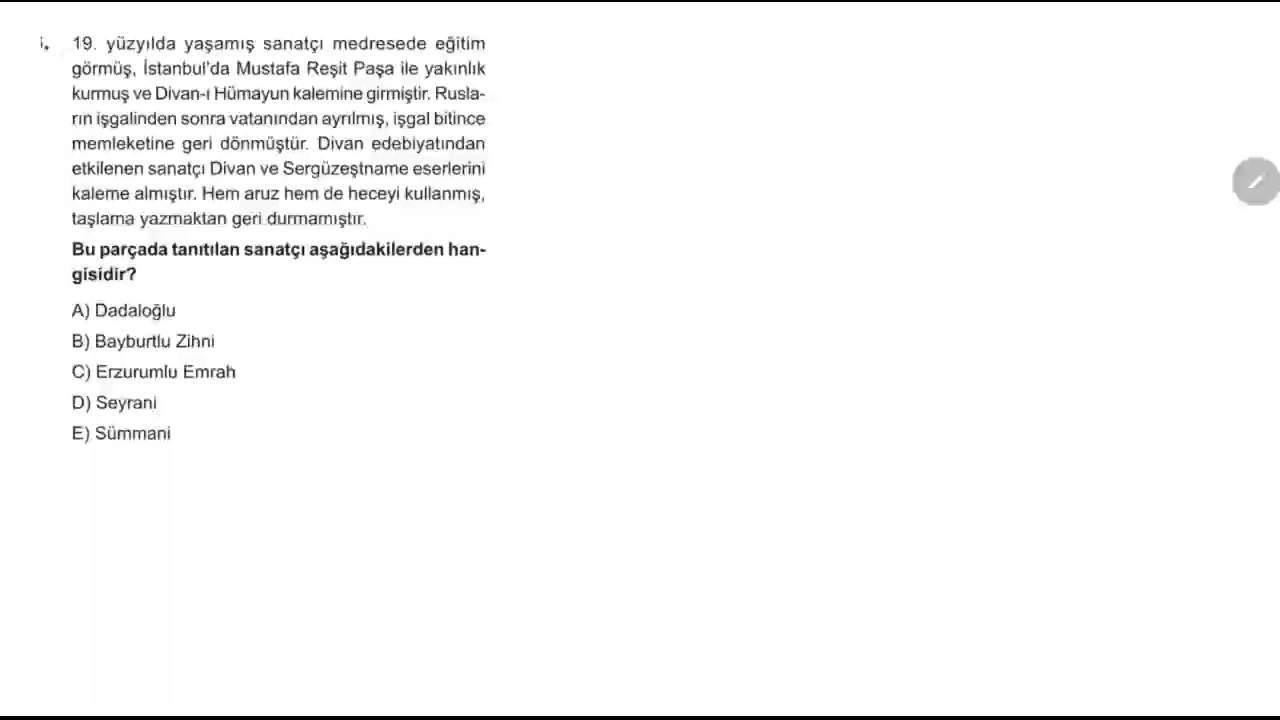 19. yüzyılda yaşamış sanatçı medresede eğitim
görmüş, İstanbul'da Mustafa Reşit Paşa ile yakınlık
kurmuş ve Divan-ı Hümayun kalemine girmiştir. Rusla-
rın işgalinden sonra vatanından ayrılmış, işgal bitince
memleketine geri dönmüştür. Divan edebiyatından
etkilenen sanatçı Divan ve Sergüzeştname eserlerini
kaleme almıştır. Hem aruz hem de heceyi kullanmış,
taşlama yazmaktan geri durmamıştır.
Bu parçada tanıtılan sanatçı aşağıdakilerden han-
gisidir?
A) Dadaloğlu
B) Bayburtlu Zihni
C) Erzurumlu Emrah
D) Seyrani
E) Sümmani